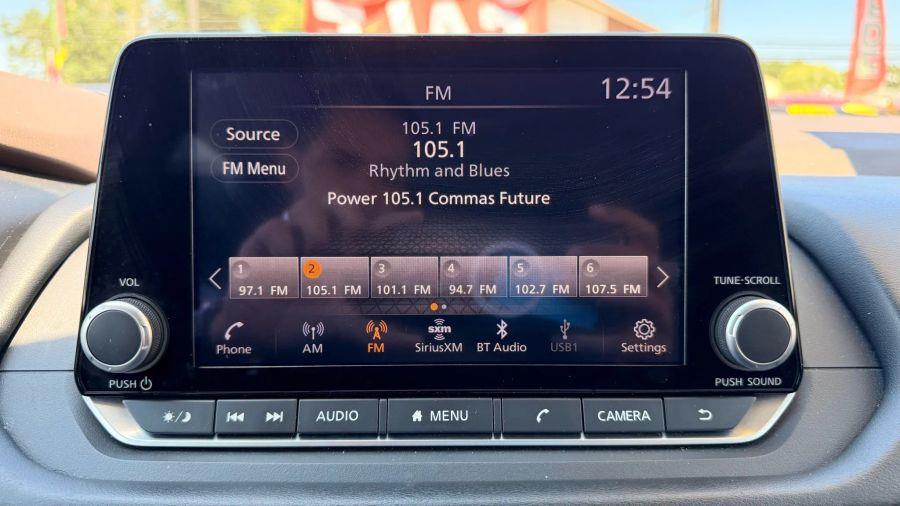 FM
12:54
Source
105.1 FM
105.1
FM Menu
Rhythm and Blues
Power 105.1 Commas Future
1 2 3 4 5 6
97.1 FM 105.1 FM 101.1 FM 94.7 FM 102.7 FM 107.5 FM
VOL
TUNE-SCROLL
sxm
Phone AM FM SiriusXM BT Audio USB1 Settings
PUSH
PUSH SOUND
AUDIO MENU CAMERA